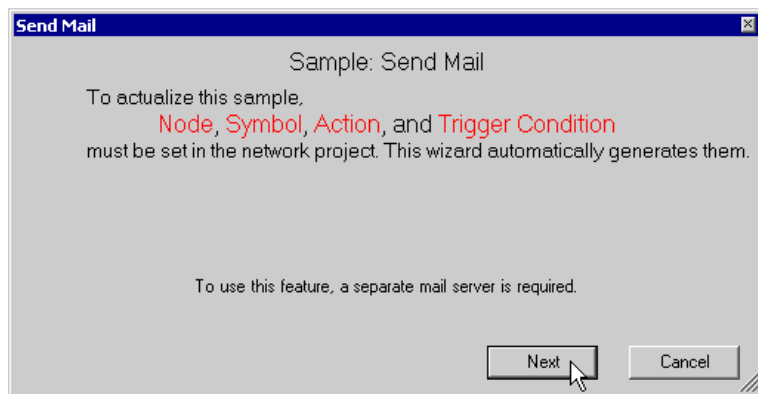 Send Mail
Sample: Send Mail
To actualize this sample,
Node, Symbol, Action, and Trigger Condition
must be set in the network project. This wizard automatically generates them.
To use this feature, a separate mail server is required.
Next
Cancel